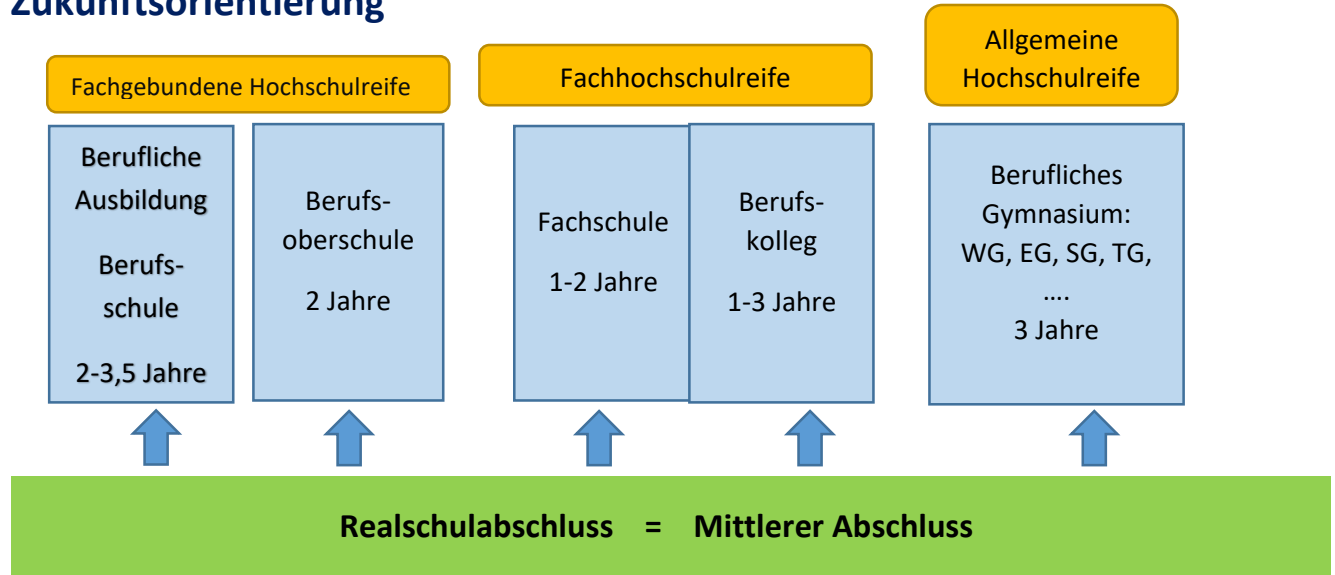 Zukunftsorientierung
Fachgebundene Hochschulreife
Fachhochschulreife
Allgemeine
Hochschulreife
Berufliche
Ausbildung
Berufs-
schule
2-3,5 Jahre
Berufs-
oberschule
2 Jahre
Fachschule
1-2 Jahre
Berufs-
kolleg
1-3 Jahre
Berufliches
Gymnasium:
WG, EG, SG, TG,
….
3 Jahre
Realschulabschluss = Mittlerer Abschluss